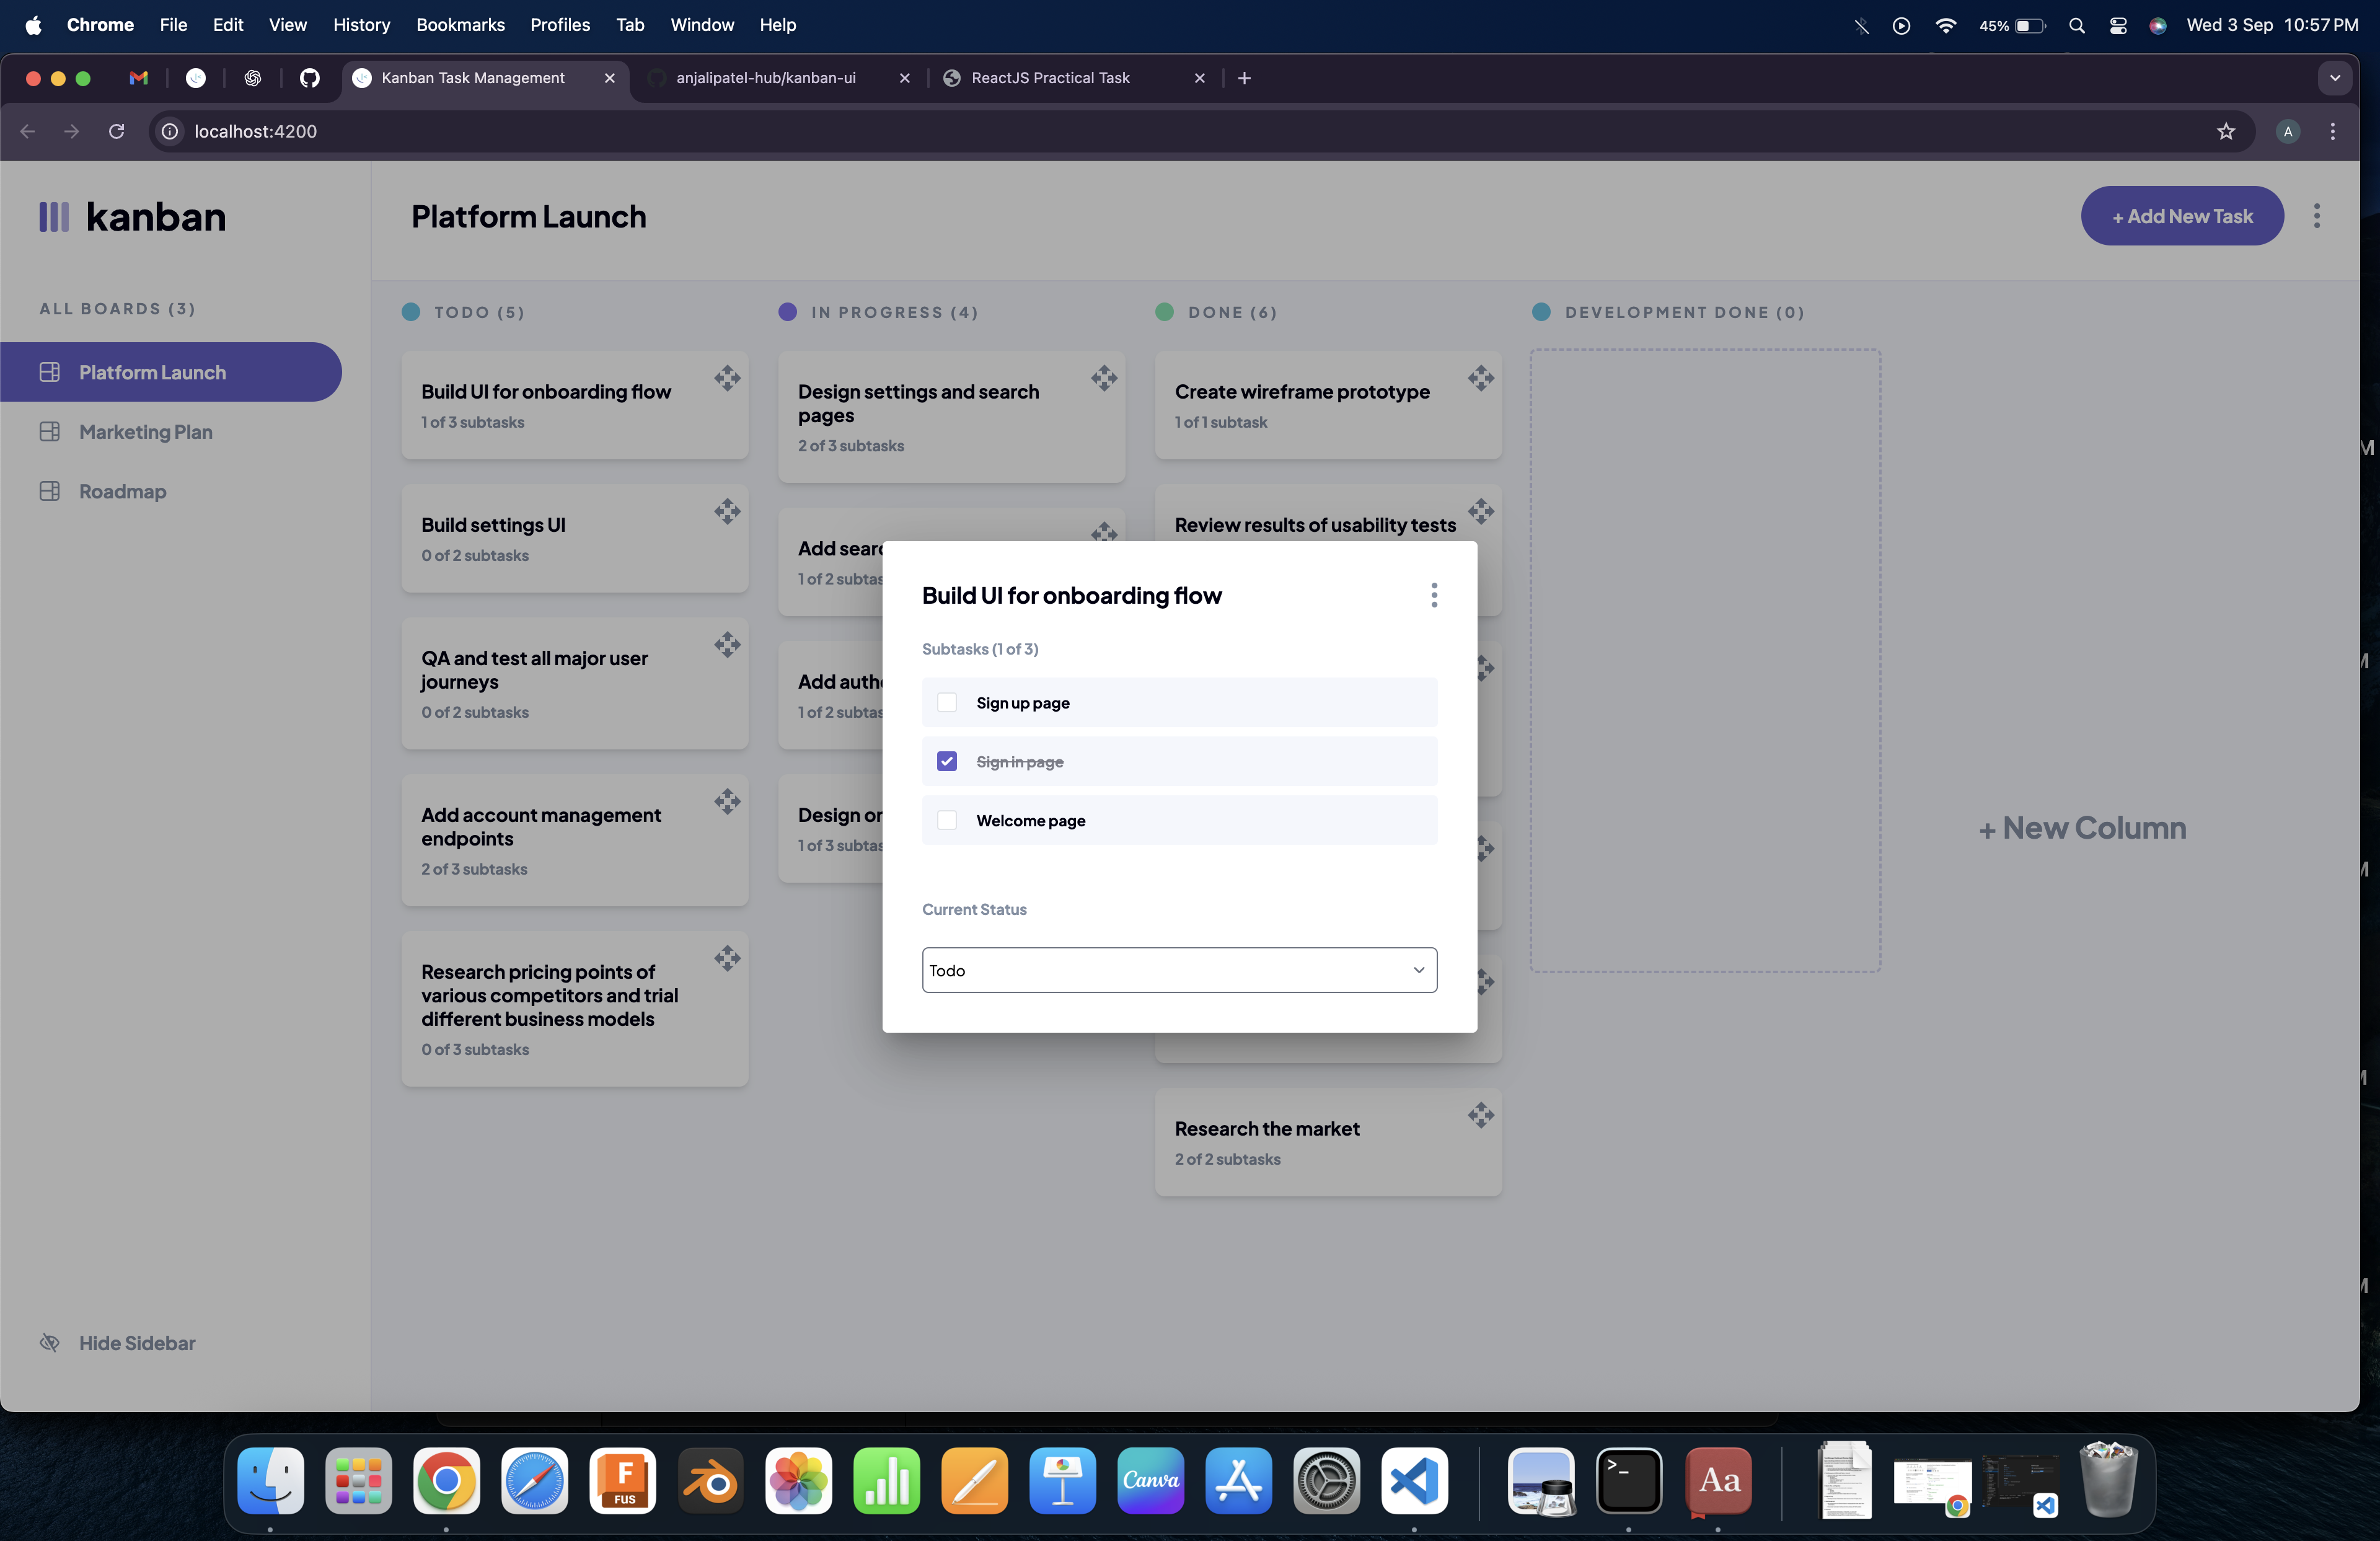 Chrome File Edit View History Bookmarks Profiles Tab Window Help
45% Wed 3 Sep 10:57 PM
Kanban Task Management
anjalipatel-hub/kanban-ui
ReactJS Practical Task
localhost:4200
A
kanban
Platform Launch
+ Add New Task
ALL BOARDS (3)
Platform Launch
Marketing Plan
Roadmap
Hide Sidebar
TODO (5)
Build UI for onboarding flow
1 of 3 subtasks
Build settings UI
0 of 2 subtasks
QA and test all major user
journeys
0 of 2 subtasks
Add account management
endpoints
2 of 3 subtasks
Research pricing points of
various competitors and trial
different business models
0 of 3 subtasks
IN PROGRESS (4)
Design settings and search
pages
2 of 3 subtasks
Add sear
1 of 2 subtas
Add auth
1 of 2 subtas
Design on
1 of 3 subtas
DONE (6)
Create wireframe prototype
1 of 1 subtask
Review results of usability tests
Research the market
2 of 2 subtasks
DEVELOPMENT DONE (0)
+ New Column
Build UI for onboarding flow
Subtasks (1 of 3)
Sign up page
Sign in page
Welcome page
Current Status
Todo
F
FUS
Canva
>_
Aa